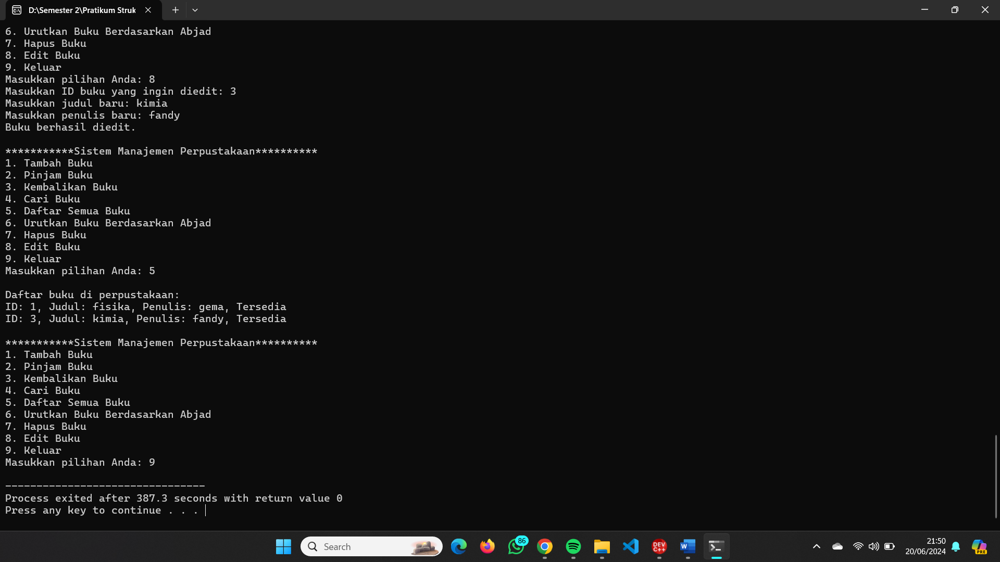 D:\Semester 2\Pratikum Struk
6. Urutkan Buku Berdasarkan Abjad
7. Hapus Buku
8. Edit Buku
9. Keluar
Masukkan pilihan Anda: 8
Masukkan ID buku yang ingin diedit: 3
Masukkan judul baru: kimia
Masukkan penulis baru: fandy
Buku berhasil diedit.
***********Sistem Manajemen Perpustakaan**********
1. Tambah Buku
2. Pinjam Buku
3. Kembalikan Buku
4. Cari Buku
5. Daftar Semua Buku
6. Urutkan Buku Berdasarkan Abjad
7. Hapus Buku
8. Edit Buku
9. Keluar
Masukkan pilihan Anda: 5
Daftar buku di perpustakaan:
ID: 1, Judul: fisika, Penulis: gema, Tersedia
ID: 3, Judul: kimia, Penulis: fandy, Tersedia
***********Sistem Manajemen Perpustakaan**********
1. Tambah Buku
2. Pinjam Buku
3. Kembalikan Buku
4. Cari Buku
5. Daftar Semua Buku
6. Urutkan Buku Berdasarkan Abjad
7. Hapus Buku
8. Edit Buku
9. Keluar
Masukkan pilihan Anda: 9
--------------------------------
Process exited after 387.3 seconds with return value 0
Press any key to continue . . .
Search
86
DEV
C++
W
21:50
20/06/2024
PRE